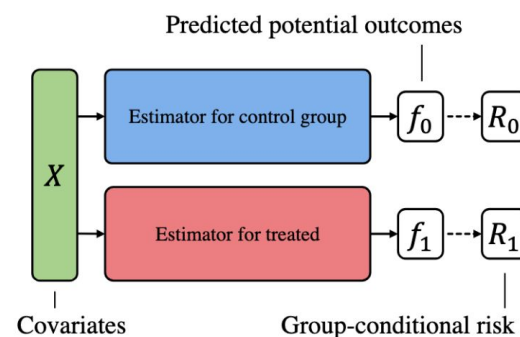 Predicted potential outcomes
X
Estimator for control group
f₀
R₀
Estimator for treated
f₁
R₁
Covariates
Group-conditional risk